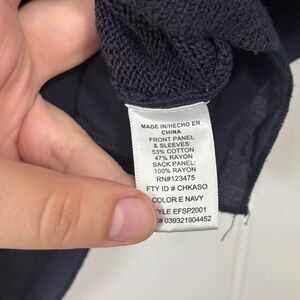 MADE IN/HECHO EN
CHINA
FRONT PANEL
& SLEEVES:
53% COTTON
47% RAYON
BACK PANEL:
100% RAYON
RN#123475
FTY ID # CHKASO
COLOR E NAVY
STYLE EFSP2001
# 039321904452